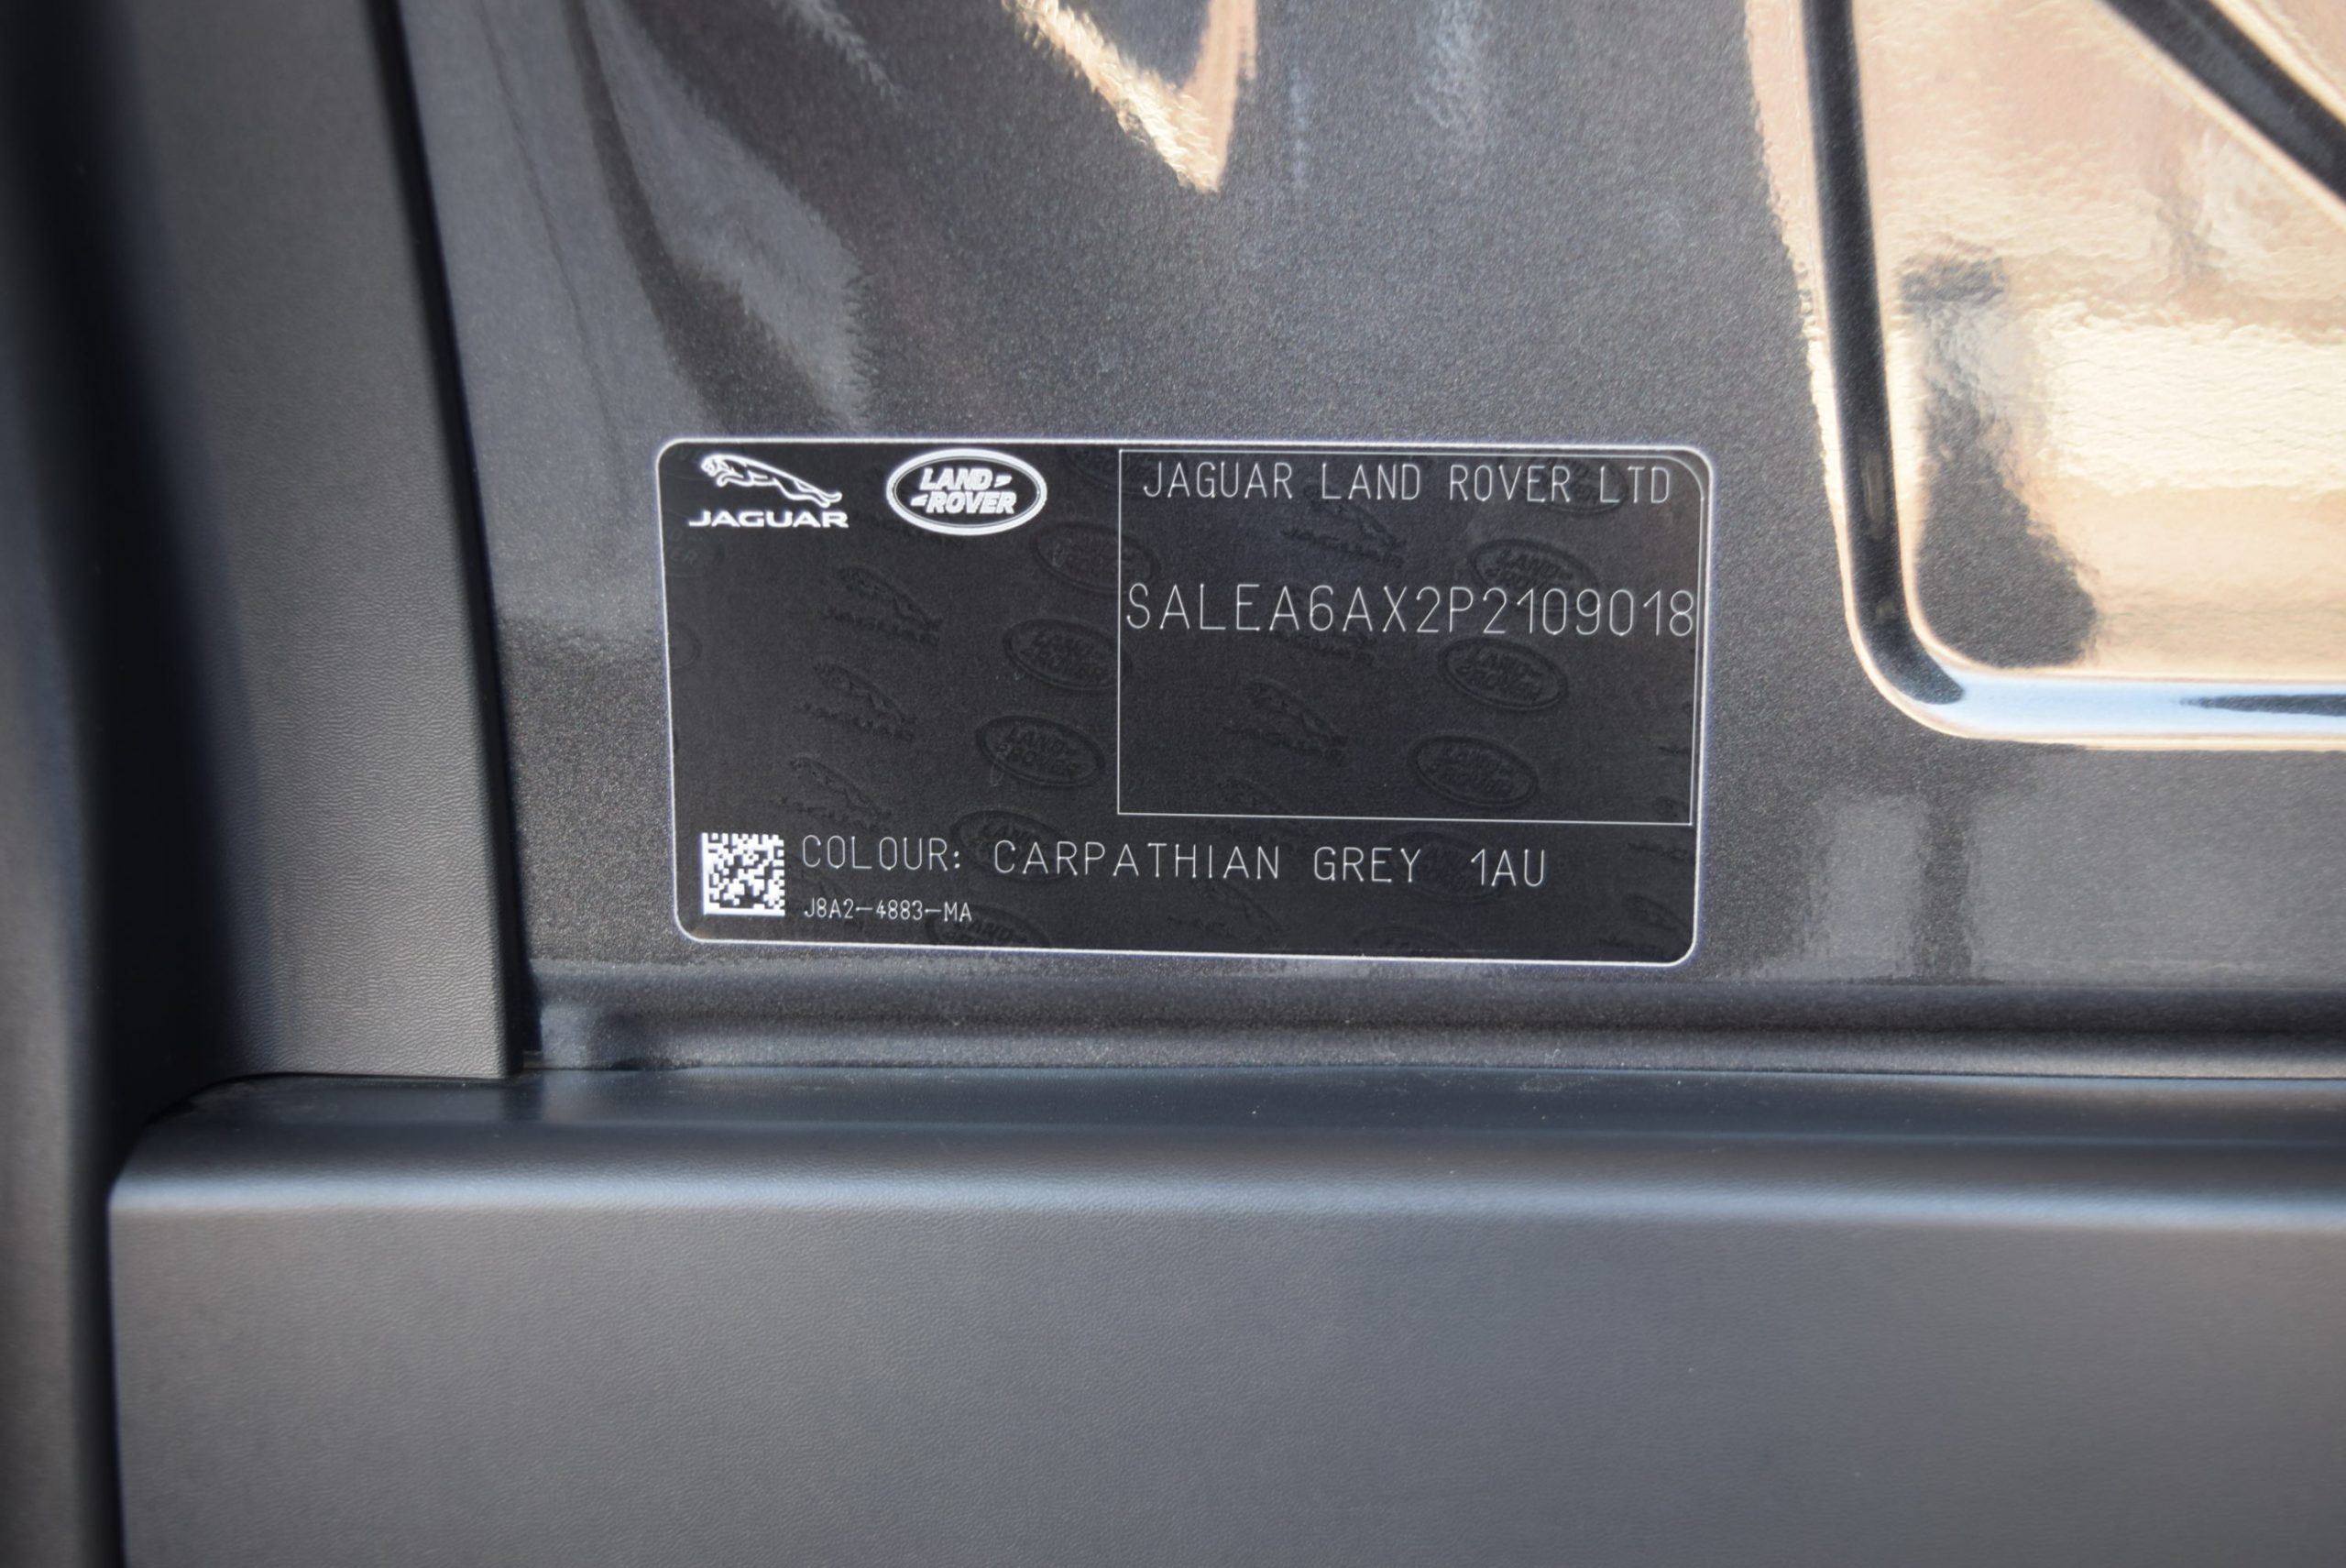 JAGUAR
LAND
ROVER
JAGUAR LAND ROVER LTD
SALEA6AX2P2109018
COLOUR: CARPATHIAN GREY 1AU
J8A2-4883-MA